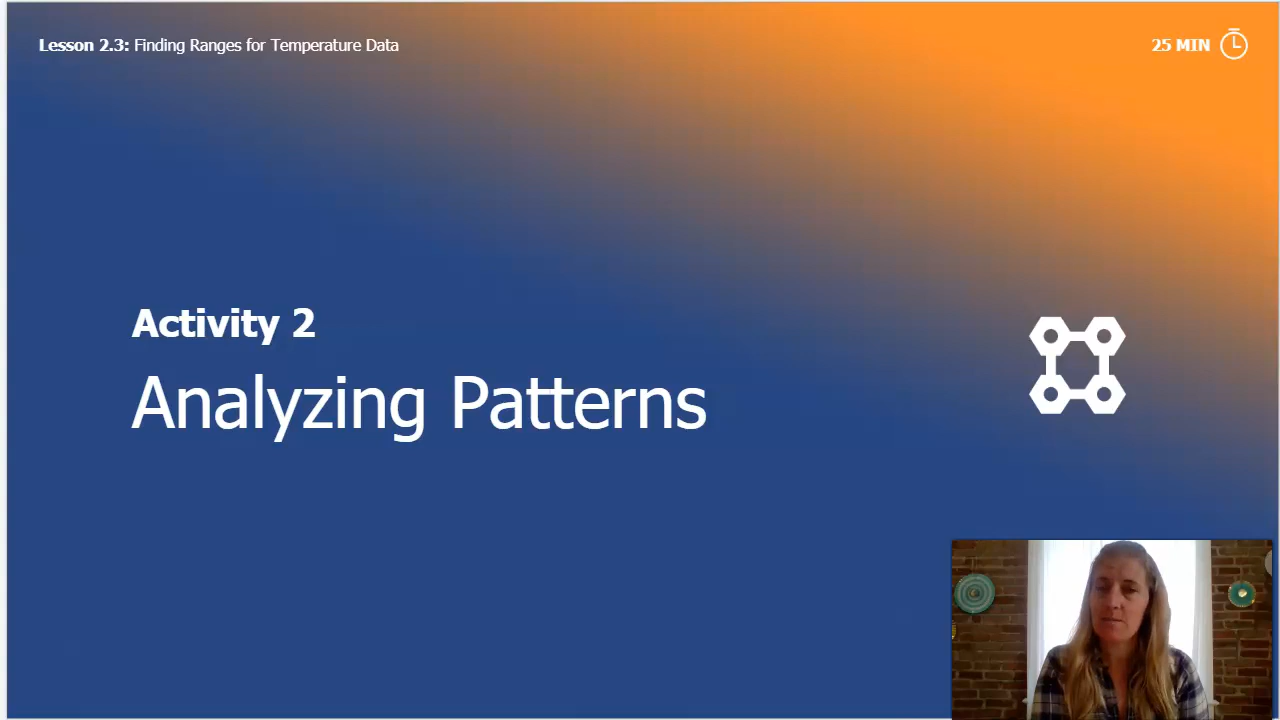 Lesson 2.3: Finding Ranges for Temperature Data
25 MIN
Activity 2
Analyzing Patterns